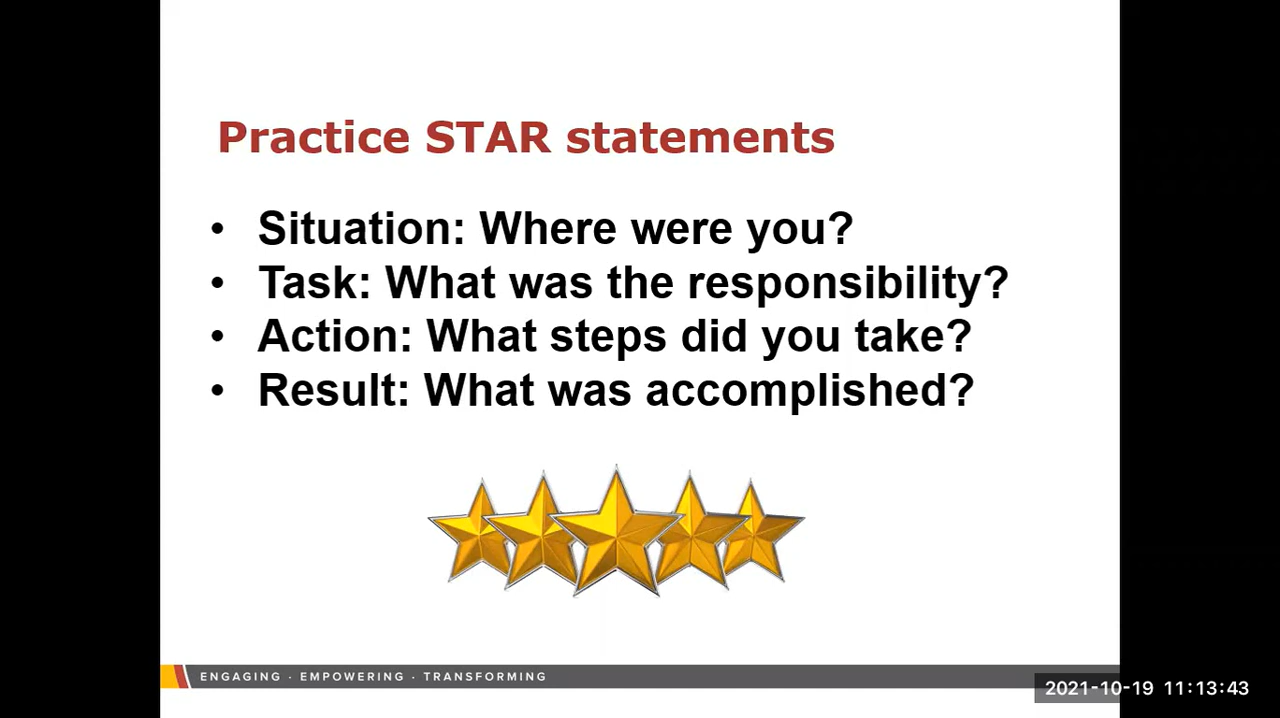 Practice STAR statements
• Situation: Where were you?
• Task: What was the responsibility?
• Action: What steps did you take?
• Result: What was accomplished?
ENGAGING · EMPOWERING · TRANSFORMING
2021-10-19 11:13:43